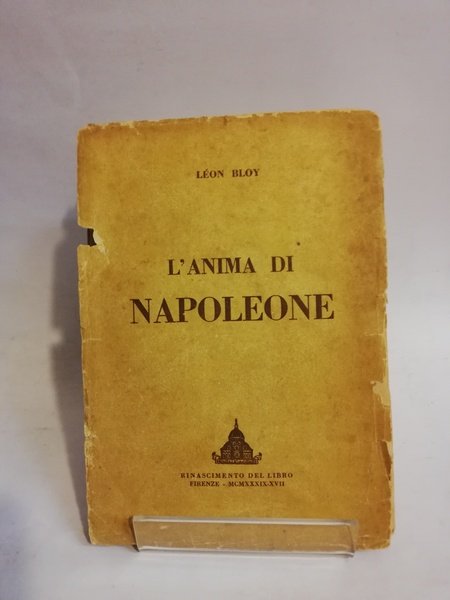 LÉON BLOY
L'ANIMA DI
NAPOLEONE
RINASCIMENTO DEL LIBRO
FIRENZE - MCMXXXIX-XVII